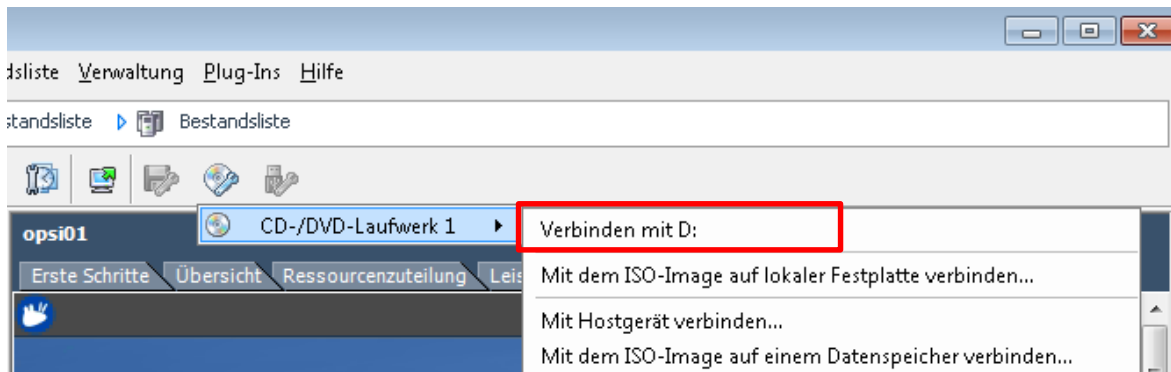 dsliste Verwaltung Plug-Ins Hilfe
standsliste Bestandsliste
opsi01
CD-/DVD-Laufwerk 1
Verbinden mit D:
Erste Schritte Übersicht Ressourcenzuteilung Leis
Mit dem ISO-Image auf lokaler Festplatte verbinden...
Mit Hostgerät verbinden...
Mit dem ISO-Image auf einem Datenspeicher verbinden...